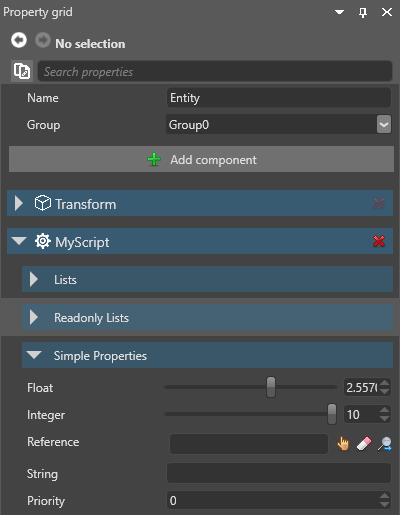 Property grid
No selection
Search properties
Name Entity
Group Group0
Add component
Transform
MyScript
Lists
Readonly Lists
Simple Properties
Float 2.557
Integer 10
Reference
String
Priority 0